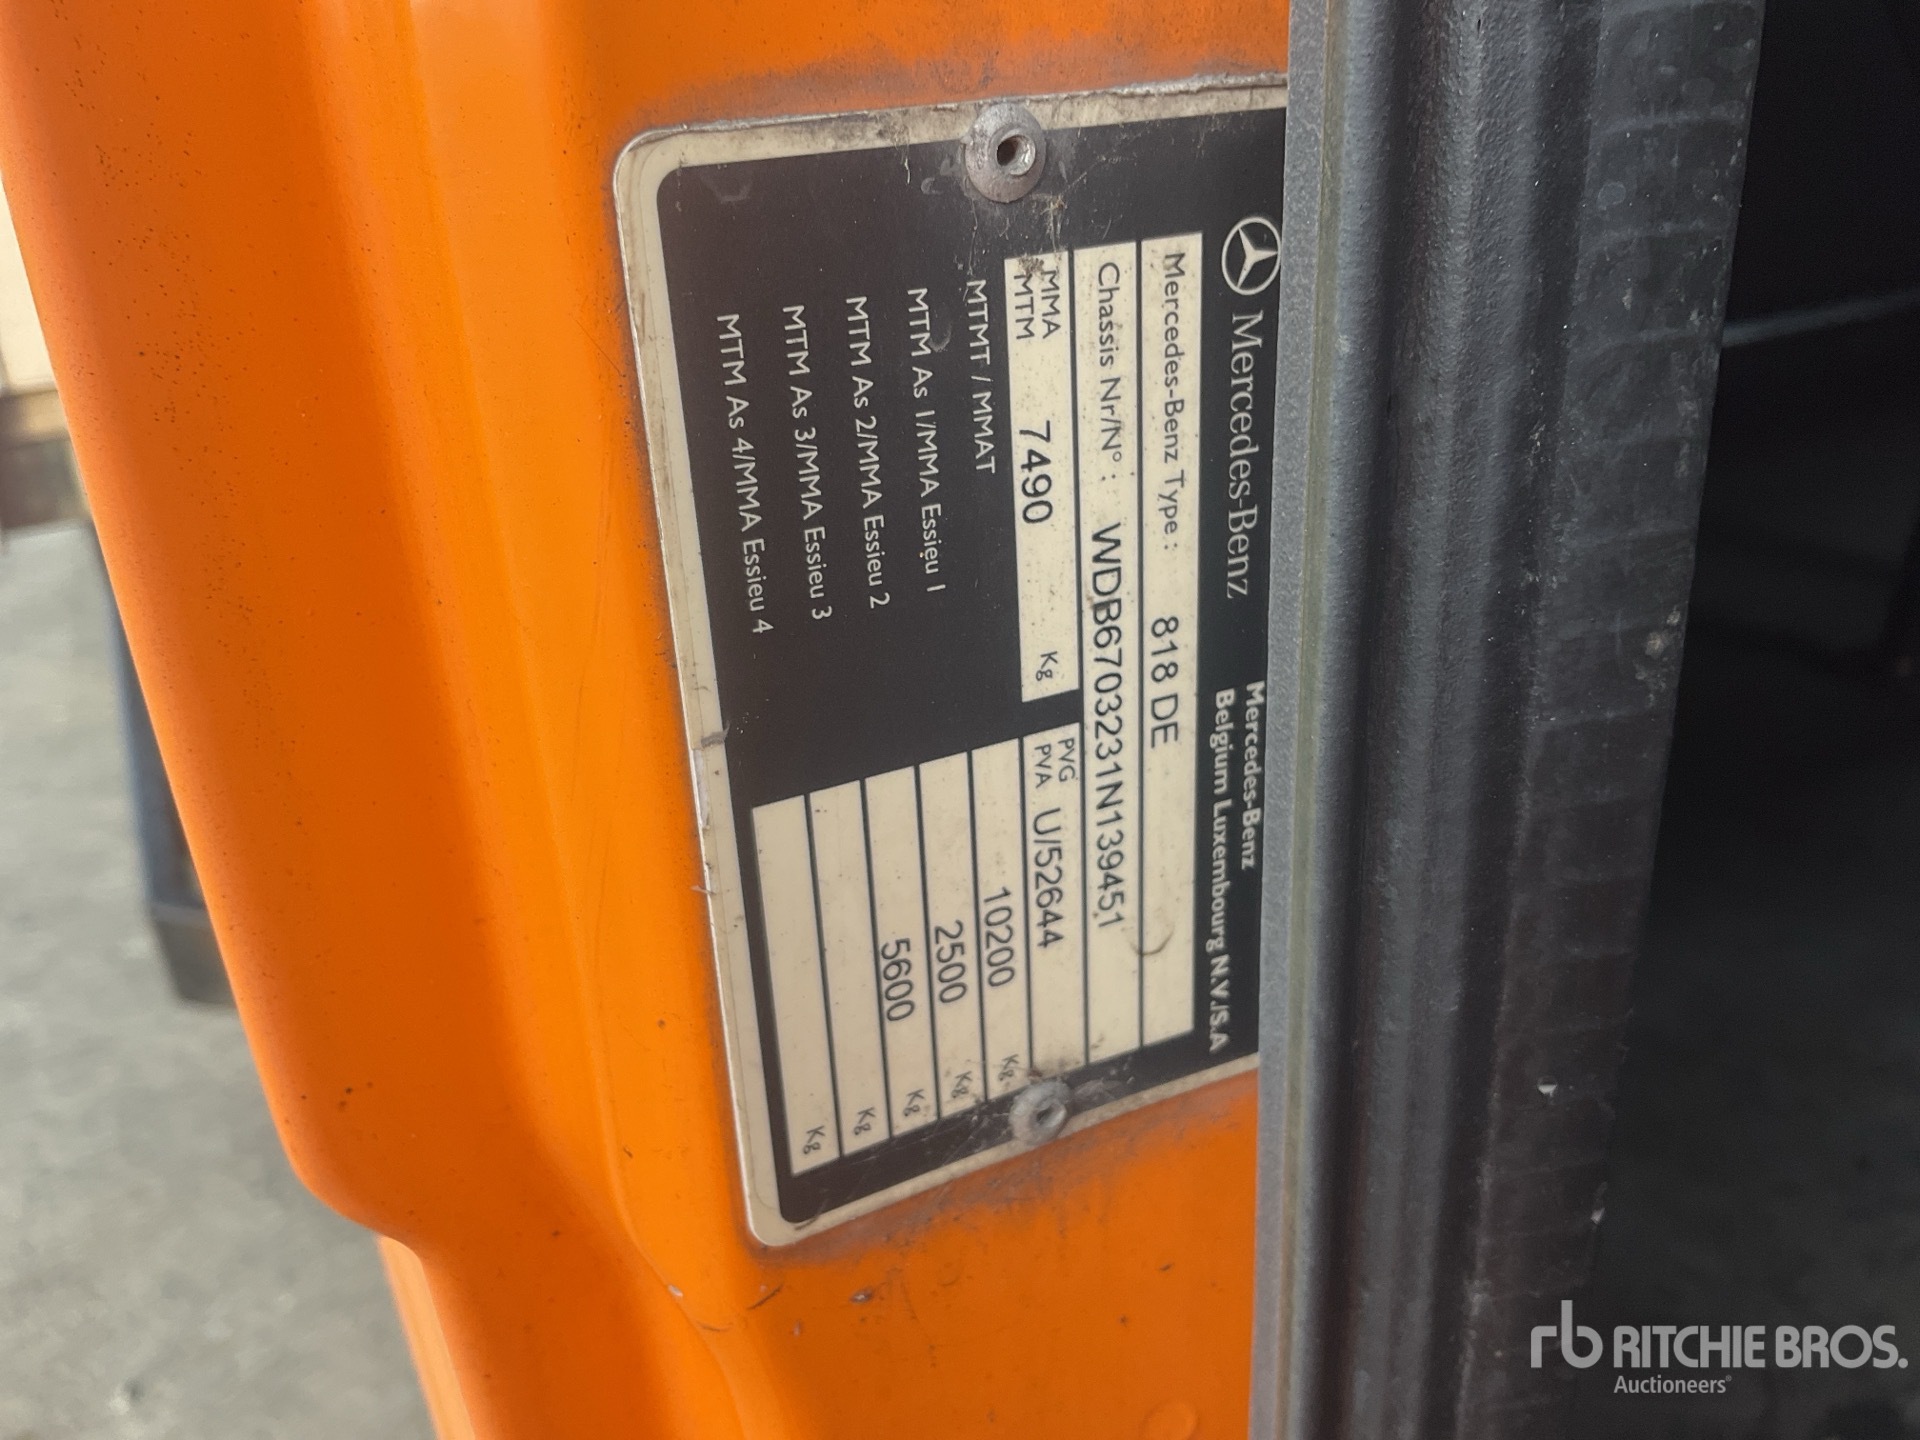 Mercedes-Benz
Mercedes-Benz
Belgium Luxembourg N.V./S.A
Mercedes-Benz Type : 818 DE
Chassis Nr/N° : WDB6703231N139451
MMA
MTM 7490 Kg
PVG
PVA U/52644
MTMT / MMAT 10200 Kg
MTM As 1/MMA Essieu 1 2500 Kg
MTM As 2/MMA Essieu 2 5600 Kg
MTM As 3/MMA Essieu 3 Kg
MTM As 4/MMA Essieu 4 Kg
rb RITCHIE BROS.
Auctioneers®